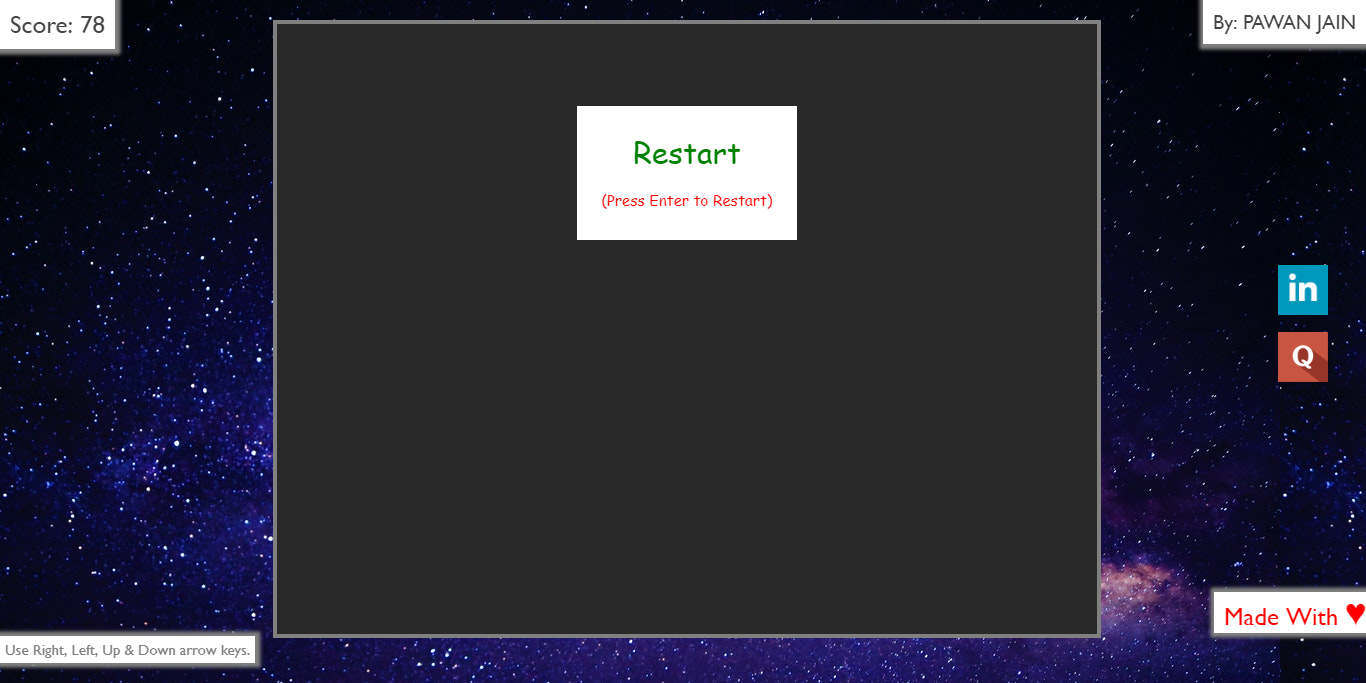 Score: 78
By: PAWAN JAIN
Restart
(Press Enter to Restart)
in
Q
Made With ♥
Use Right, Left, Up & Down arrow keys.